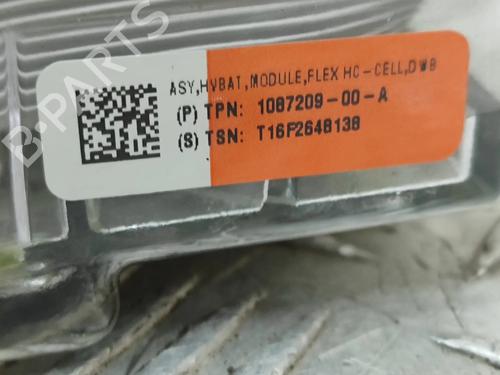 ASY,HVBAT,MODULE,FLEX HC-CELL,DWB
(P) TPN: 1087209-00-A
(S) TSN: T16F2648138
B-PARTS